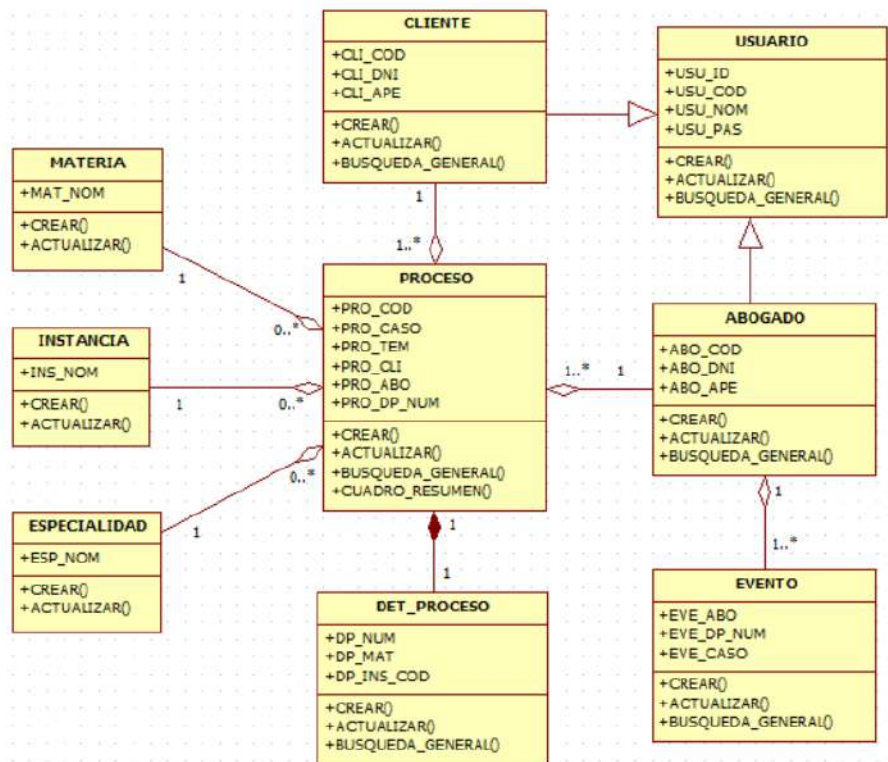 CLIENTE
+CLI_COD
+CLI_DNI
+CLI_APE
+CREAR()
+ACTUALIZAR()
+BUSQUEDA_GENERAL()
USUARIO
+USU_ID
+USU_COD
+USU_NOM
+USU_PAS
+CREAR()
+ACTUALIZAR()
+BUSQUEDA_GENERAL()
MATERIA
+MAT_NOM
+CREAR()
+ACTUALIZAR()
1
1..*
1
0..*
PROCESO
+PRO_COD
+PRO_CASO
+PRO_TEM
+PRO_CLI
+PRO_ABO
+PRO_DP_NUM
+CREAR()
+ACTUALIZAR()
+BUSQUEDA_GENERAL()
+CUADRO_RESUMEN()
INSTANCIA
+INS_NOM
+CREAR()
+ACTUALIZAR()
1
0..*
1..*
1
ABOGADO
+ABO_COD
+ABO_DNI
+ABO_APE
+CREAR()
+ACTUALIZAR()
+BUSQUEDA_GENERAL()
ESPECIALIDAD
+ESP_NOM
+CREAR()
+ACTUALIZAR()
0..*
1
1
1
DET_PROCESO
+DP_NUM
+DP_MAT
+DP_INS_COD
+CREAR()
+ACTUALIZAR()
+BUSQUEDA_GENERAL()
1
1..*
EVENTO
+EVE_ABO
+EVE_DP_NUM
+EVE_CASO
+CREAR()
+ACTUALIZAR()
+BUSQUEDA_GENERAL()